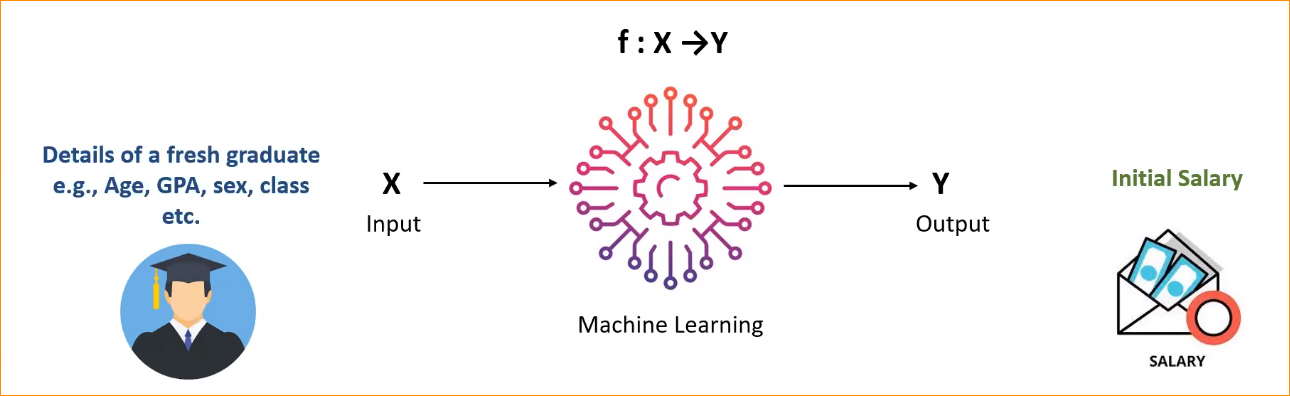 f : X →Y
Details of a fresh graduate
e.g., Age, GPA, sex, class
etc.
X
Input
Machine Learning
Y
Output
Initial Salary
SALARY